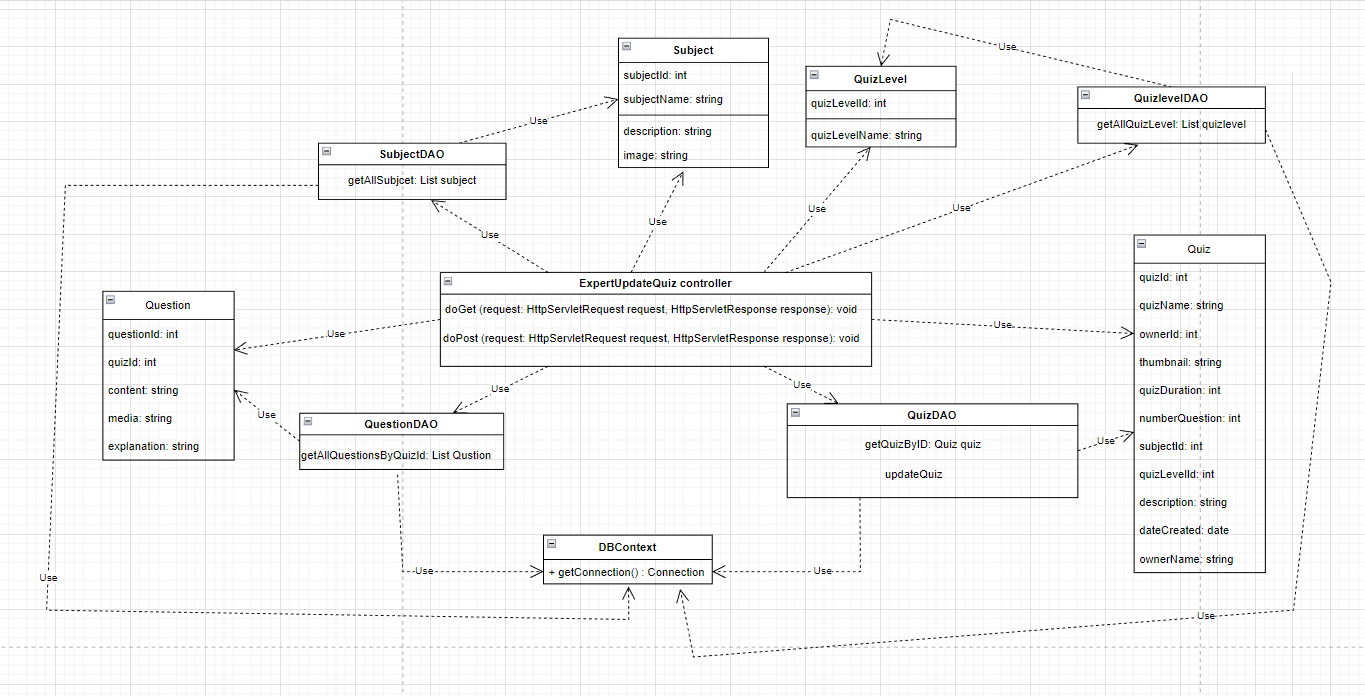 Subject
subjectId: int
subjectName: string
description: string
image: string
QuizLevel
quizLevelId: int
quizLevelName: string
Use
QuizlevelDAO
getAllQuizLevel: List quizlevel
Use
SubjectDAO
getAllSubjcet: List subject
Use
Use
Use
Use
ExpertUpdateQuiz controller
doGet (request: HttpServletRequest request, HttpServletResponse response): void
doPost (request: HttpServletRequest request, HttpServletResponse response): void
Quiz
quizId: int
quizName: string
ownerId: int
thumbnail: string
quizDuration: int
numberQuestion: int
subjectId: int
quizLevelId: int
description: string
dateCreated: date
ownerName: string
Question
questionId: int
quizId: int
content: string
media: string
explanation: string
Use
Use
Use
Use
Use
QuestionDAO
getAllQuestionsByQuizId: List Qustion
QuizDAO
getQuizByID: Quiz quiz
updateQuiz
Use
DBContext
+ getConnection() : Connection
Use
Use
Use
Use